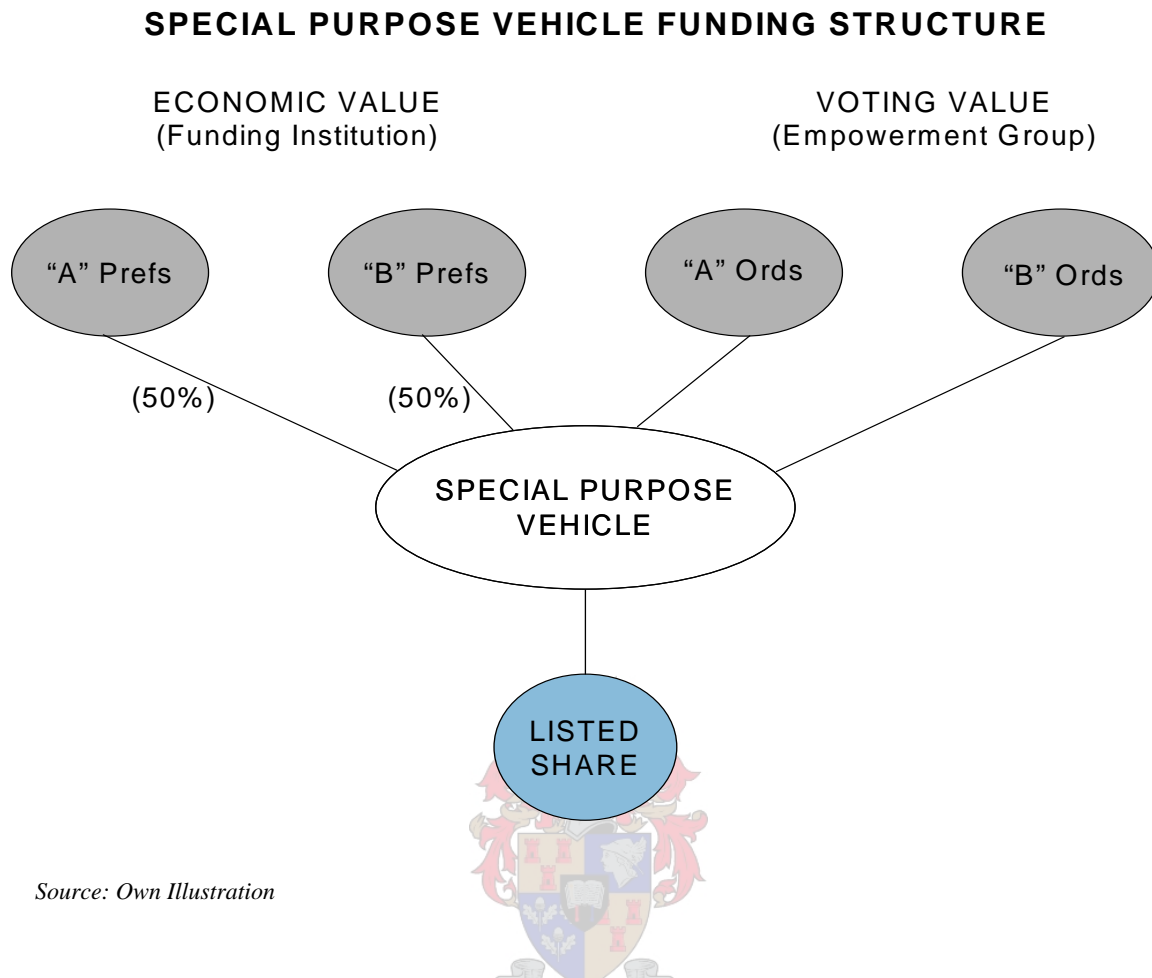 SPECIAL PURPOSE VEHICLE FUNDING STRUCTURE
ECONOMIC VALUE
(Funding Institution)
VOTING VALUE
(Empowerment Group)
“A” Prefs
“B” Prefs
“A” Ords
“B” Ords
(50%)
(50%)
SPECIAL PURPOSE
VEHICLE
LISTED
SHARE
Source: Own Illustration